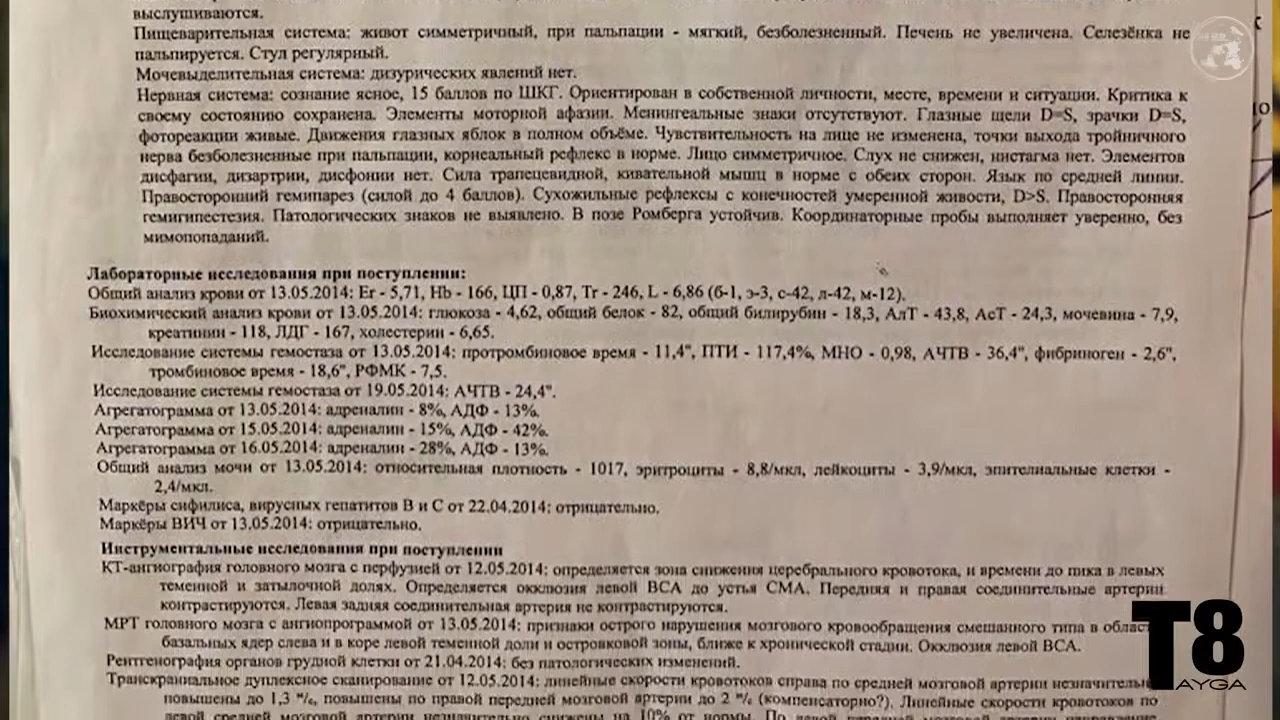 выслушиваются.
Пищеварительная система: живот симметричный, при пальпации - мягкий, безболезненный. Печень не увеличена. Селезёнка не
пальпируется. Стул регулярный.
Мочевыделительная система: дизурических явлений нет.
Нервная система: сознание ясное, 15 баллов по ШКГ. Ориентирован в собственной личности, месте, времени и ситуации. Критика к
своему состоянию сохранена. Элементы моторной афазии. Менингеальные знаки отсутствуют. Глазные щели D=S, зрачки D=S,
фотореакции живые. Движения глазных яблок в полном объёме. Чувствительность на лице не изменена, точки выхода тройничного
нерва безболезненные при пальпации, корнеальный рефлекс в норме. Лицо симметричное. Слух не снижен, нистагма нет. Элементов
дисфагии, дизартрии, дисфонии нет. Сила трапецевидной, кивательной мышц в норме с обеих сторон. Язык по средней линии.
Правосторонний гемипарез (силой до 4 баллов). Сухожильные рефлексы с конечностей умеренной живости, D>S. Правосторонняя
гемигипестезия. Патологических знаков не выявлено. В позе Ромберга устойчив. Координаторные пробы выполняет уверенно, без
мимопопаданий.
Лабораторные исследования при поступлении:
Общий анализ крови от 13.05.2014: Er - 5,71, Hb - 166, ЦП - 0,87, Tr - 246, L - 6,86 (б-1, э-3, с-42, л-42, м-12).
Биохимический анализ крови от 13.05.2014: глюкоза - 4,62, общий белок - 82, общий билирубин - 18,3, АлТ - 43,8, АсТ - 24,3, мочевина - 7,9,
креатинин - 118, ЛДГ - 167, холестерин - 6,65.
Исследование системы гемостаза от 13.05.2014: протромбиновое время - 11,4", ПТИ - 117,4%, МНО - 0,98, АЧТВ - 36,4", фибриноген - 2,6",
тромбиновое время - 18,6", РФМК - 7,5.
Исследование системы гемостаза от 19.05.2014: АЧТВ - 24,4".
Агрегатограмма от 13.05.2014: адреналин - 8%, АДФ - 13%.
Агрегатограмма от 15.05.2014: адреналин - 15%, АДФ - 42%.
Агрегатограмма от 16.05.2014: адреналин - 28%, АДФ - 13%.
Общий анализ мочи от 13.05.2014: относительная плотность - 1017, эритроциты - 8,8/мкл, лейкоциты - 3,9/мкл, эпителиальные клетки -
2,4/мкл.
Маркёры сифилиса, вирусных гепатитов В и С от 22.04.2014: отрицательно.
Маркёры ВИЧ от 13.05.2014: отрицательно.
Инструментальные исследования при поступлении
КТ-ангиография головного мозга с перфузией от 12.05.2014: определяется зона снижения церебрального кровотока, и времени до пика в левых
теменной и затылочной долях. Определяется окклюзия левой ВСА до устья СМА. Передняя и правая соединительные артерии
контрастируются. Левая задняя соединительная артерия не контрастируются.
МРТ головного мозга с ангиопрограммой от 13.05.2014: признаки острого нарушения мозгового кровообращения смешанного типа в област
базальных ядер слева и в коре левой теменной доли и островковой зоны, ближе к хронической стадии. Окклюзия левой ВСА.
Рентгенография органов грудной клетки от 21.04.2014: без патологических изменений.
Транскраниальное дуплексное сканирование от 12.05.2014: линейные скорости кровотоков справа по средней мозговой артерии незначительн
повышены до 1,3 м/с, повышены по правой передней мозговой артерии до 2 м/с (компенсаторно?). Линейные скорости кровотоков по
левой средней мозговой артерии незначительно снижены на 10% от нормы. По левой
T8
AYGA